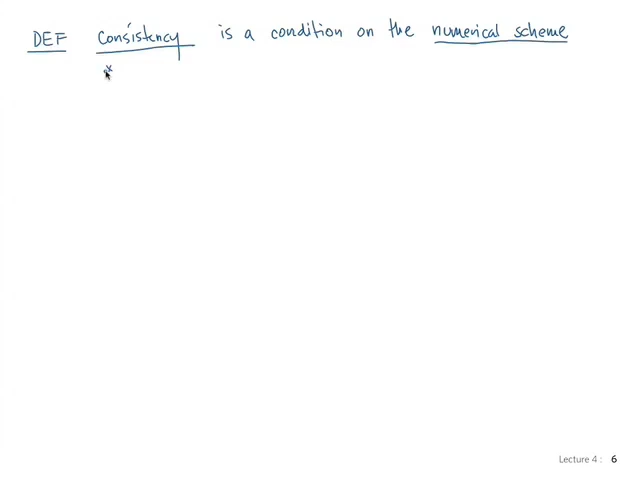 DEF Consistency is a condition on the numerical scheme
*
Lecture 4 : 6